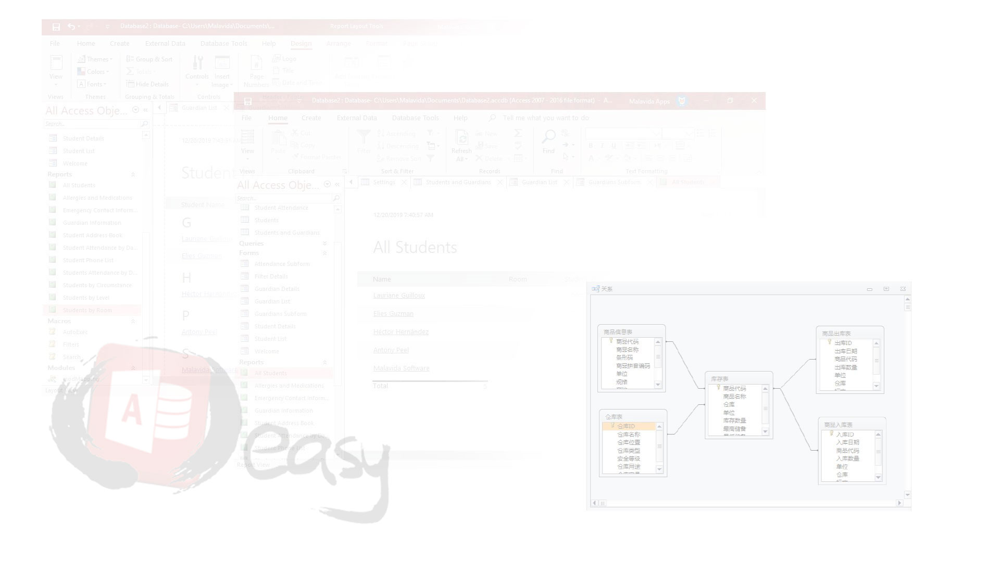 Database2 : Database- C:\Users\Malavida\Documents\...
Report Layout Tools
File Home Create External Data Database Tools Help Design Arrange Format Page Setup
View
Views
Themes
Colors
Fonts
Themes
Group & Sort
Totals
Hide Details
Grouping & Totals
Controls
Insert Image
Controls
Page Numbers
Logo
Title
Date and Time
All Access Obje...
Search...
Student Details
Student List
Welcome
Reports
All Students
Allergies and Medications
Emergency Contact Inform...
Guardian Information
Student Address Book
Student Attendance by Da...
Student Phone List
Students Attendance by D...
Students by Circumstance
Students by Level
Students by Room
Macros
AutoExec
Filters
Search
Modules
modMapping
Guardian List
Student Name
G
Lauriane Guilloux
Elies Guzman
H
Héctor Hernández
P
Antony Peel
S
Malavida Software
Database2 : Database- C:\Users\Malavida\Documents\Database2.accdb (Access 2007 - 2016 file format) - A...
Malavida Apps
File Home Create External Data Database Tools Help Tell me what you want to do
View
Views
Paste
Cut
Copy
Format Painter
Clipboard
Filter
Ascending
Descending
Remove Sort
Sort & Filter
Refresh All
New
Save
Delete
Records
Find
Find
B I U
Text Formatting
All Access Obje...
Search...
Student Attendance
Students
Students and Guardians
Queries
Forms
Attendance Subform
Filter Details
Guardian Details
Guardian List
Guardians Subform
Student Details
Student List
Welcome
Reports
All Students
Allergies and Medications
Emergency Contact Inform...
Guardian Information
Student Address Book
Student Attendance by Da...
Student Phone List
Report View
Settings
Students and Guardians
Guardian List
Guardians Subform
All Students
12/20/2019 7:40:57 AM
All Students
Name Room
Lauriane Guilloux
Elies Guzman
Héctor Hernández
Antony Peel
Malavida Software
Total 5
A
easy
关系
商品信息表
商品代码
商品名称
条形码
商品拼音编码
单位
规格
仓库表
仓库ID
仓库名称
仓库位置
仓库类型
安全等级
仓库用途
库存表
商品代码
商品名称
仓库
单位
库存数量
最高储备
商品出库表
出库ID
出库日期
商品代码
出库数量
单位
仓库
商品入库表
入库ID
入库日期
商品代码
入库数量
单位
仓库